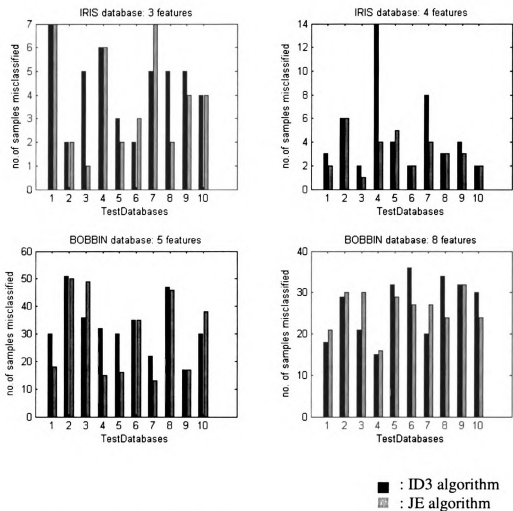 IRIS database: 3 features
7
6
5
4
3
2
1
0
no.of samples misclassified
1 2 3 4 5 6 7 8 9 10
TestDatabases
IRIS database: 4 features
14
12
10
8
6
4
2
0
no.of samples misclassified
1 2 3 4 5 6 7 8 9 10
TestDatabases
BOBBIN database: 5 features
60
50
40
30
20
10
0
no. of samples misclassified
1 2 3 4 5 6 7 8 9 10
TestDatabases
BOBBIN database: 8 features
40
30
20
10
0
no. of samples misclassified
1 2 3 4 5 6 7 8 9 10
TestDatabases
: ID3 algorithm
: JE algorithm